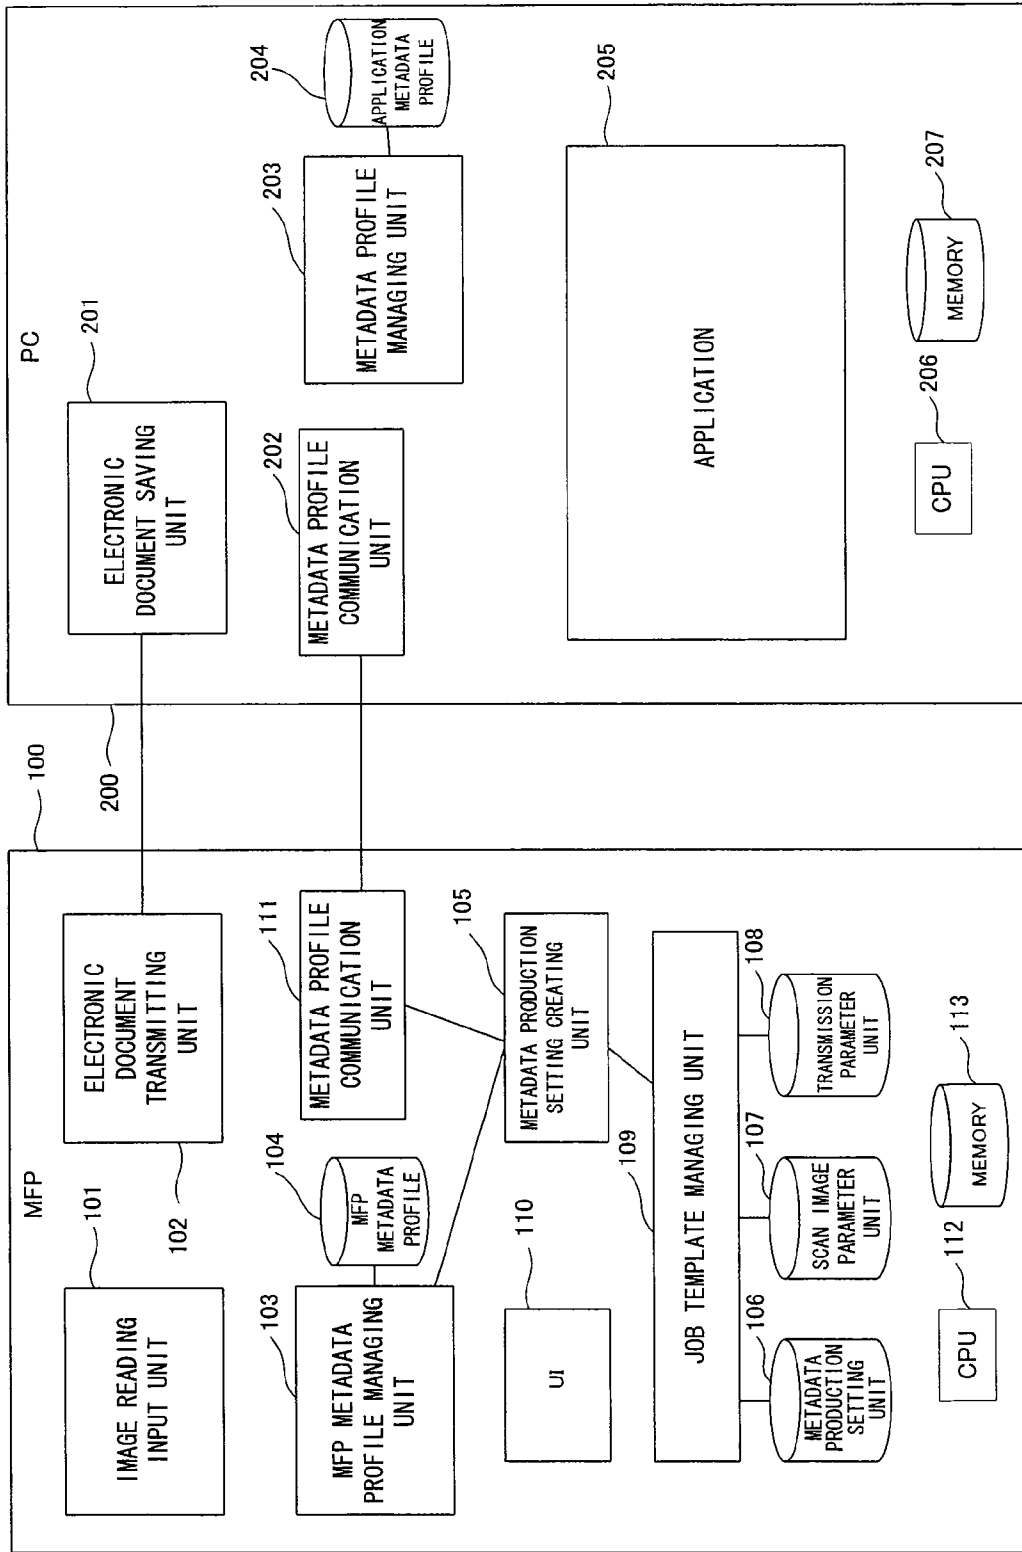 MFP
100
IMAGE READING
INPUT UNIT
101
ELECTRONIC
DOCUMENT
TRANSMITTING
UNIT
102
MFP METADATA
PROFILE MANAGING
UNIT
103
MFP
METADATA
PROFILE
104
METADATA PROFILE
COMMUNICATION
UNIT
111
UI
110
METADATA PRODUCTION
SETTING CREATING
UNIT
105
JOB TEMPLATE MANAGING UNIT
109
METADATA
PRODUCTION
SETTING
UNIT
106
SCAN IMAGE
PARAMETER
UNIT
107
TRANSMISSION
PARAMETER
UNIT
108
CPU
112
MEMORY
113
PC
200
ELECTRONIC
DOCUMENT SAVING
UNIT
201
METADATA PROFILE
COMMUNICATION
UNIT
202
METADATA PROFILE
MANAGING UNIT
203
APPLICATION
METADATA
PROFILE
204
APPLICATION
205
CPU
206
MEMORY
207